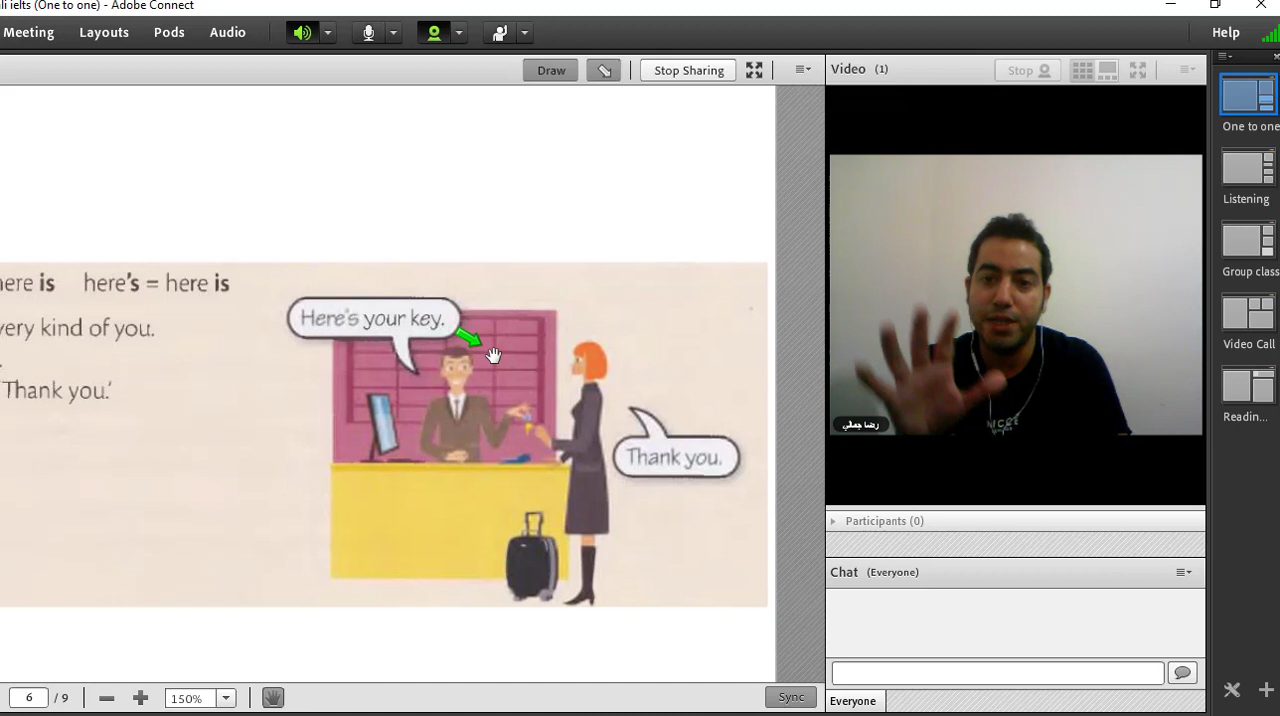 li ielts (One to one) - Adobe Connect
Meeting Layouts Pods Audio Help
Draw Stop Sharing
Video (1) Stop
One to one
Listening
Group class
Video Call
Readin...
here is here's = here is
very kind of you.
'Thank you.'
Here's your key.
Thank you.
رضا جمالي
Participants (0)
Chat (Everyone)
6 / 9 150% Sync
Everyone